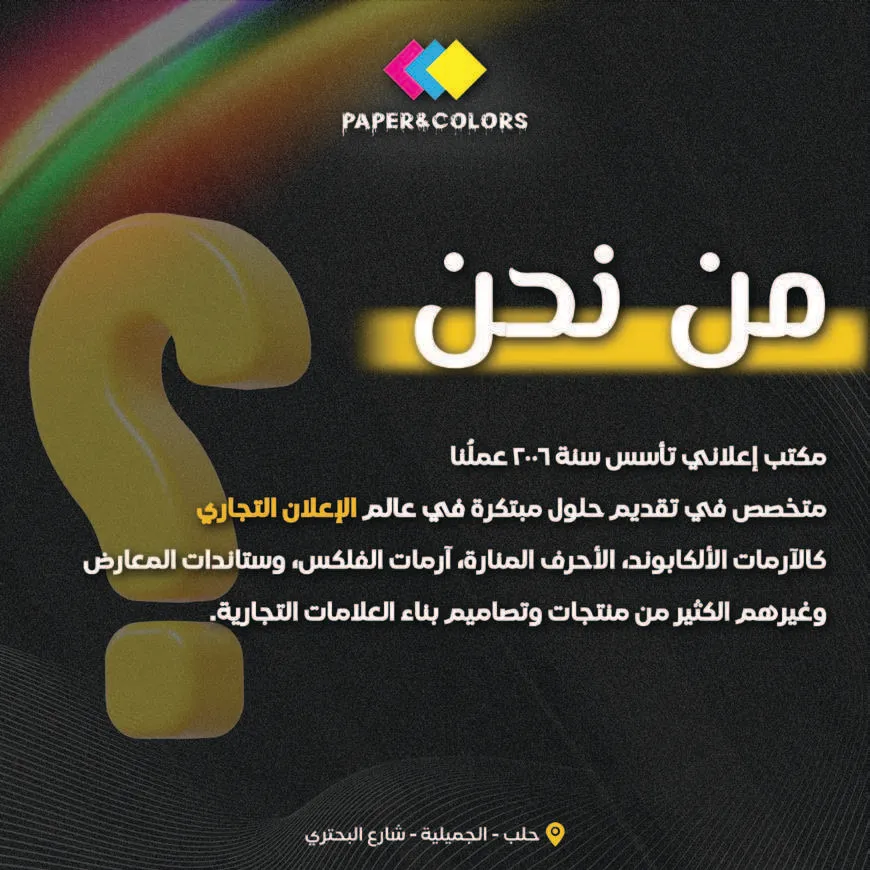 PAPER&COLORS
من نحن
مكتب إعلاني تأسس سنة ٢٠٠٦ عملُنا
متخصص في تقديم حلول مبتكرة في عالم الإعلان التجاري
كالآرمات الألكابوند، الأحرف المنارة، آرمات الفلكس، وستاندات المعارض
وغيرهم الكثير من منتجات وتصاميم بناء العلامات التجارية.
حلب - الجميلية - شارع البحتري